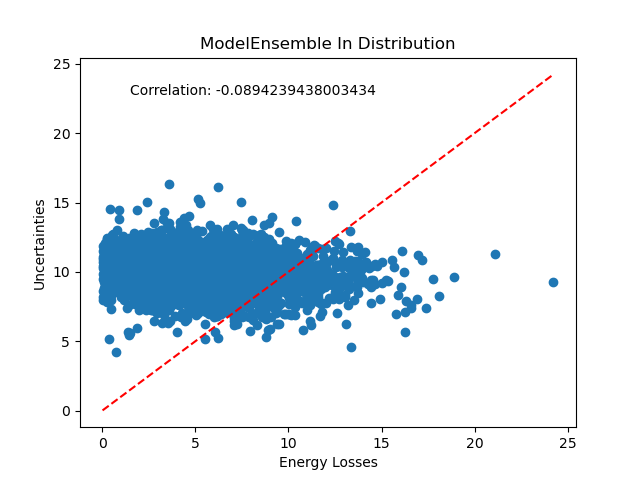 ModelEnsemble In Distribution
Correlation: -0.0894239438003434
25
20
15
10
5
0
Uncertainties
0 5 10 15 20 25
Energy Losses